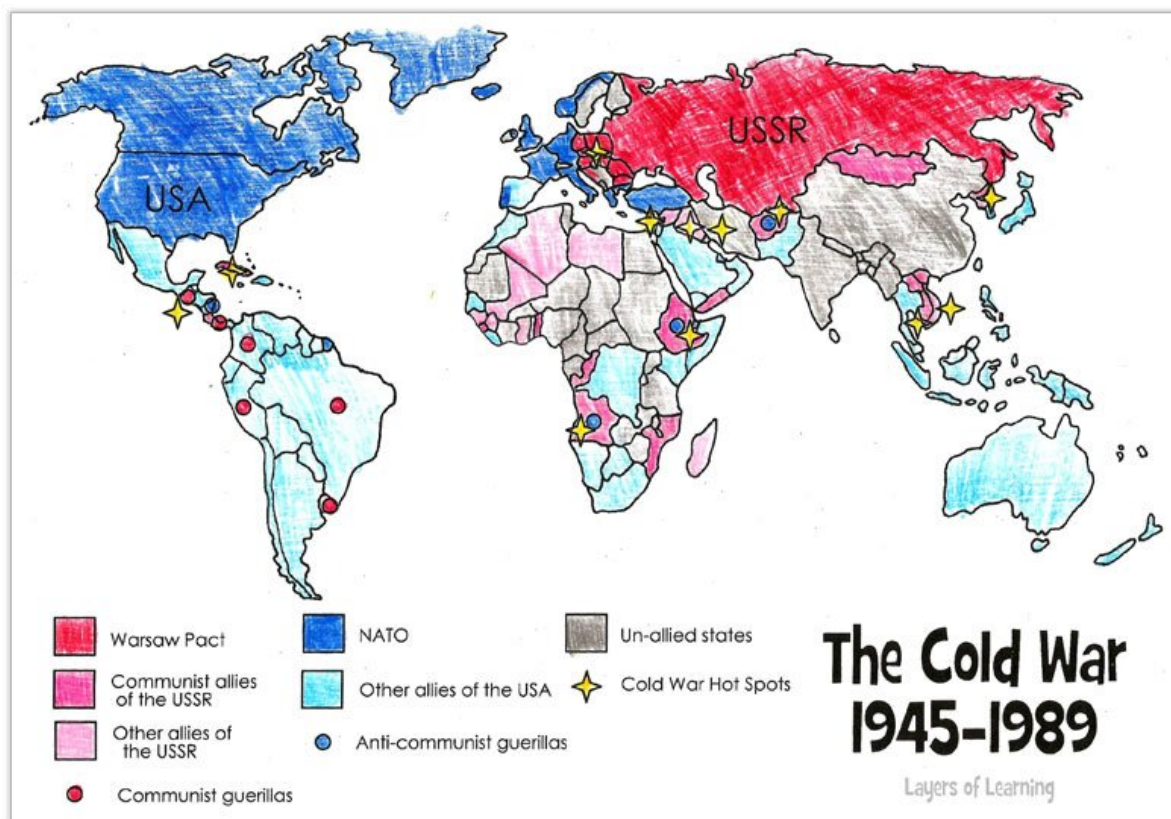 USSR
USA
Warsaw Pact
Communist allies
of the USSR
Other allies of
the USSR
Communist guerillas
NATO
Other allies of the USA
Anti-communist guerillas
Un-allied states
Cold War Hot Spots
The Cold War
1945-1989
Layers of Learning